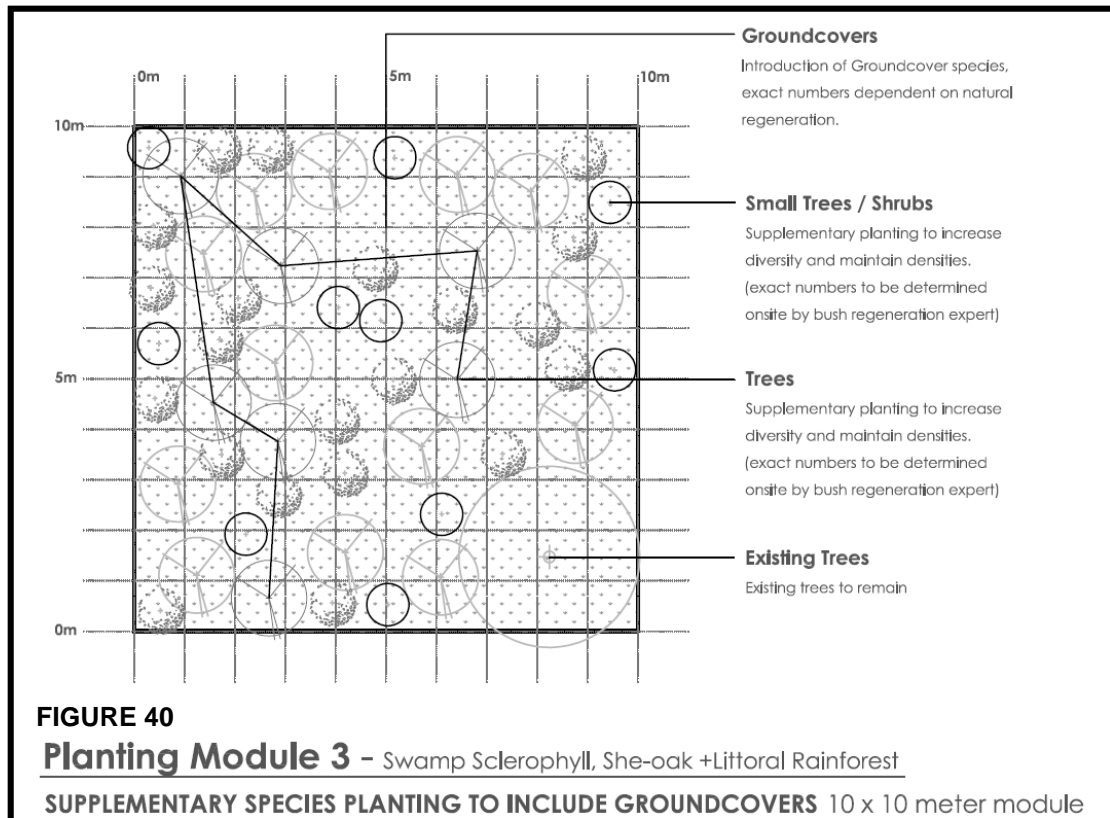 Groundcovers
Introduction of Groundcover species,
exact numbers dependent on natural
regeneration.
0m
5m
10m
10m
Small Trees / Shrubs
Supplementary planting to increase
diversity and maintain densities.
(exact numbers to be determined
onsite by bush regeneration expert)
5m
Trees
Supplementary planting to increase
diversity and maintain densities.
(exact numbers to be determined
onsite by bush regeneration expert)
Existing Trees
Existing trees to remain
0m
FIGURE 40
Planting Module 3 - Swamp Sclerophyll, She-oak +Littoral Rainforest
SUPPLEMENTARY SPECIES PLANTING TO INCLUDE GROUNDCOVERS 10 x 10 meter module